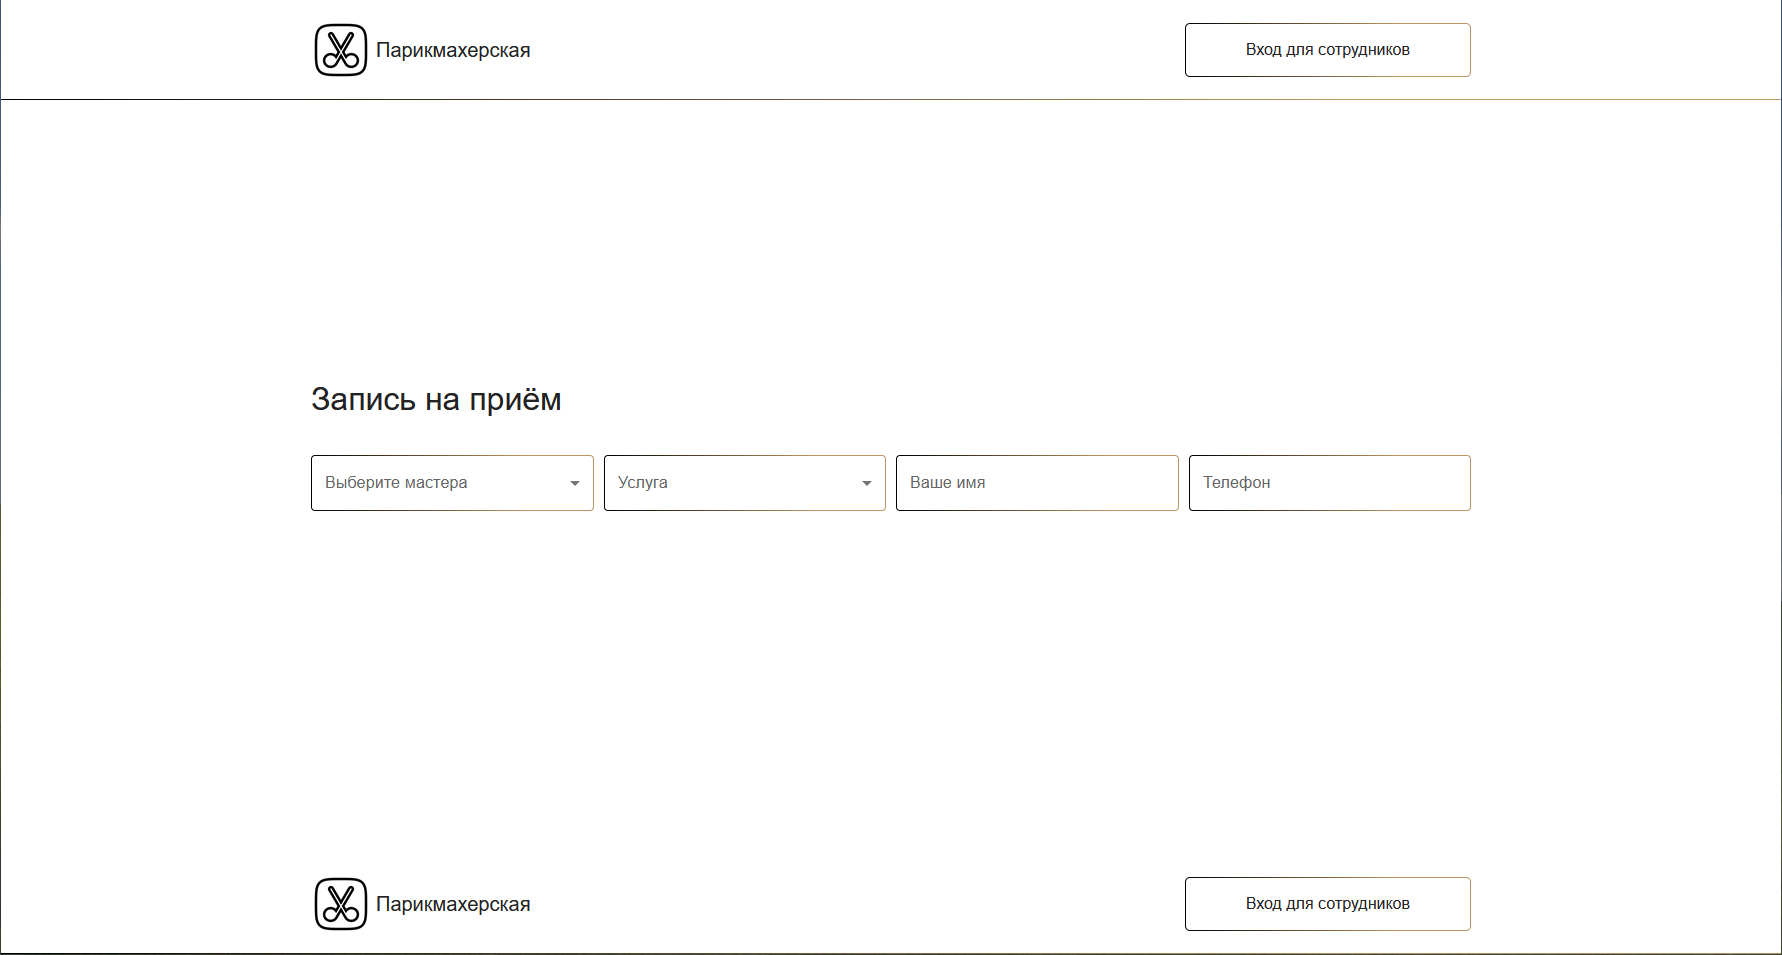 Парикмахерская
Вход для сотрудников
Запись на приём
Выберите мастера
Услуга
Ваше имя
Телефон
Парикмахерская
Вход для сотрудников